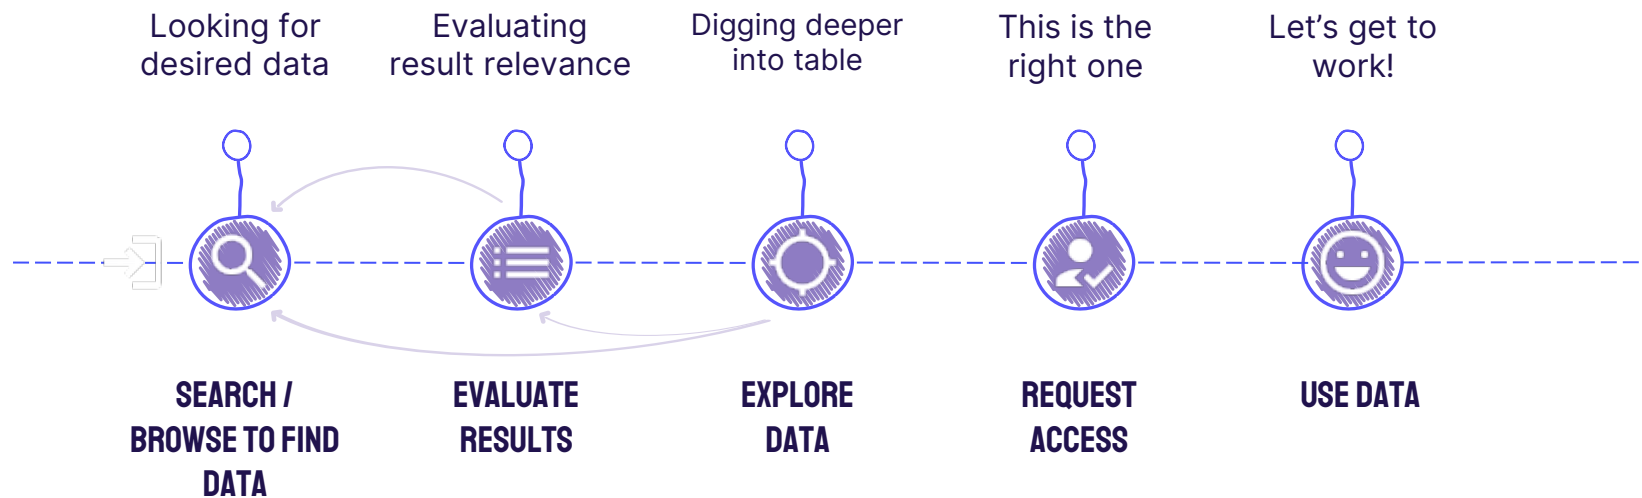 Looking for
desired data
Evaluating
result relevance
Digging deeper
into table
This is the
right one
Let’s get to
work!
SEARCH /
BROWSE TO FIND
DATA
EVALUATE
RESULTS
EXPLORE
DATA
REQUEST
ACCESS
USE DATA